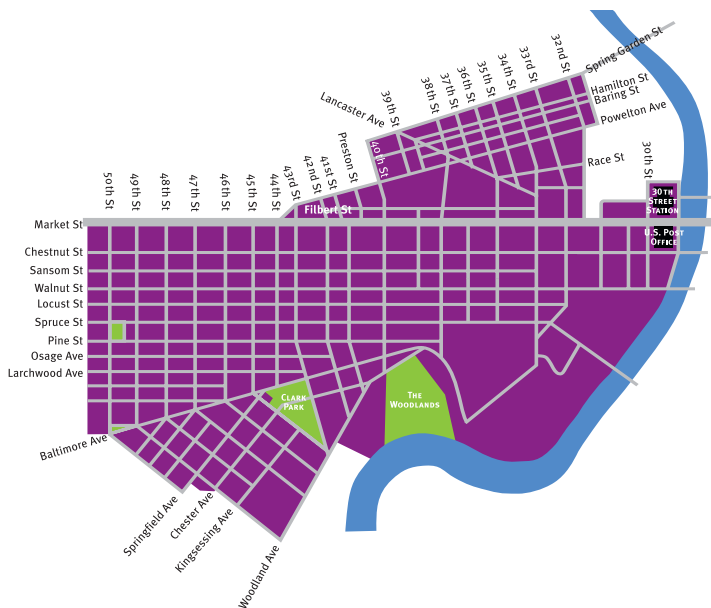 Spring Garden St
32nd St
33rd St
34th St
35th St
36th St
37th St
38th St
39th St
Lancaster Ave
Hamilton St
Baring St
Powelton Ave
Race St
30th St
40th St
Preston St
41st St
42nd St
43rd St
44th St
45th St
46th St
47th St
48th St
49th St
50th St
30th
Street
Station
U.S. Post
Office
Filbert St
Market St
Chestnut St
Sansom St
Walnut St
Locust St
Spruce St
Pine St
Osage Ave
Larchwood Ave
Baltimore Ave
Clark
Park
The
Woodlands
Springfield Ave
Chester Ave
Kingsessing Ave
Woodland Ave